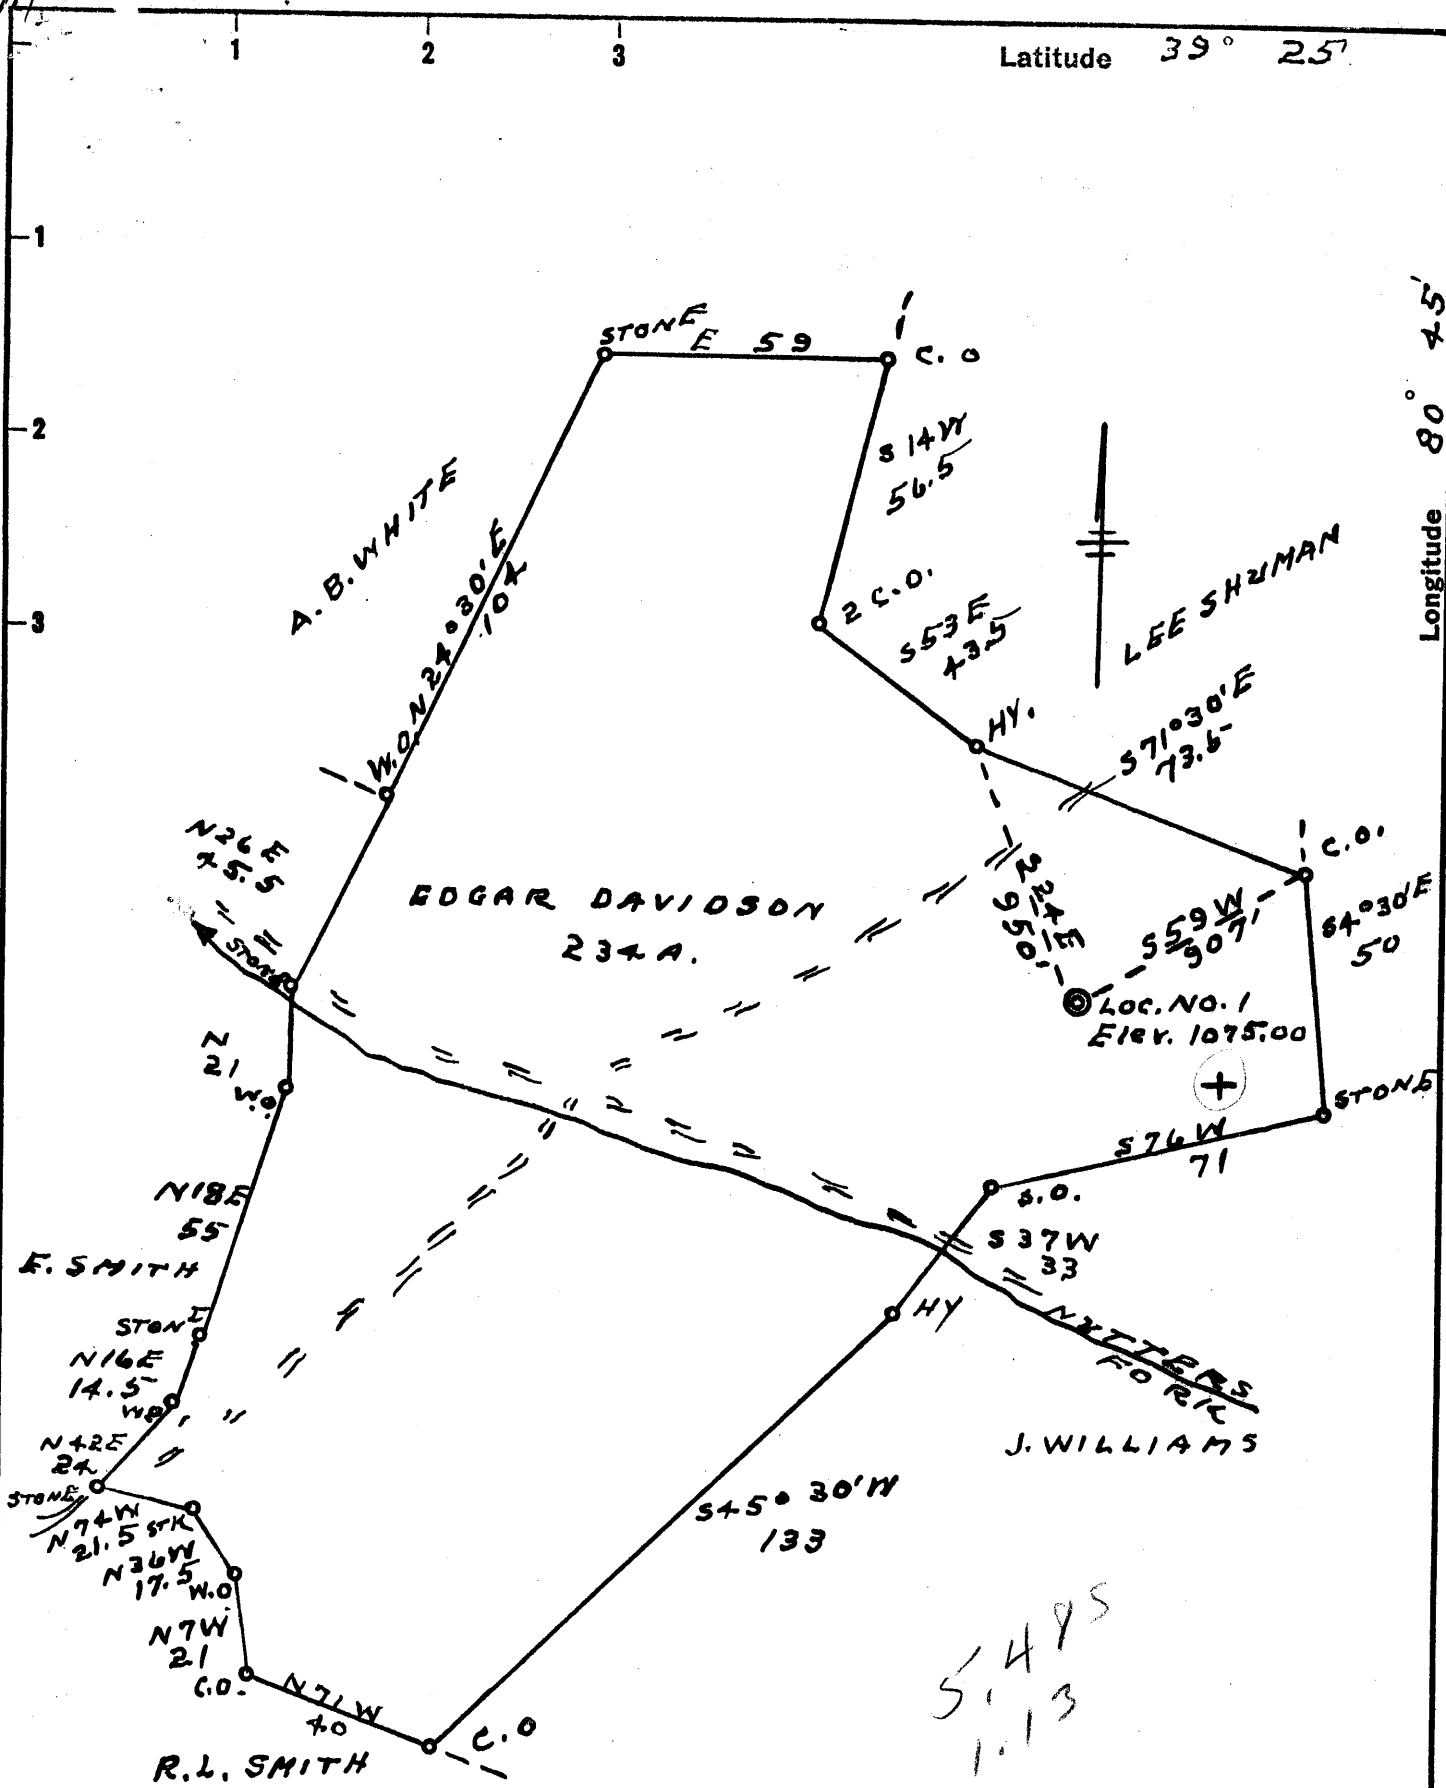 1
2
3
Latitude 39° 25'
1
2
3
Longitude 80° 45'
STONE
E 59
C. O
S 14 W
56.5
A. B. WHITE
N 24° 30' E
104
W.O.
2 C.O.
S 53 E
43.5
LEE SHUMAN
HY.
S 71° 30' E
73.5
C.O.
N 26 E
45.5
EDGAR DAVIDSON
234 A.
S 24 E
950'
S 59 W
907'
S 4° 30' E
50
STONE
LOC. NO. 1
Elev. 1075.00
+
STONE
N
21
W.O.
S 76 W
71
S.O.
N 18 E
55
S 37 W
33
E. SMITH
HY
STONE
NUTTERS
FORK
N 16 E
14.5
W.O.
J. WILLIAMS
N 42 E
24
STONE
S 45° 30' W
133
N 74 W
21.5
STK
N 36 W
17.5
W.O.
N 7 W
21
C.O.
N 71 W
40
C. O
R. L. SMITH
5.495
1.13